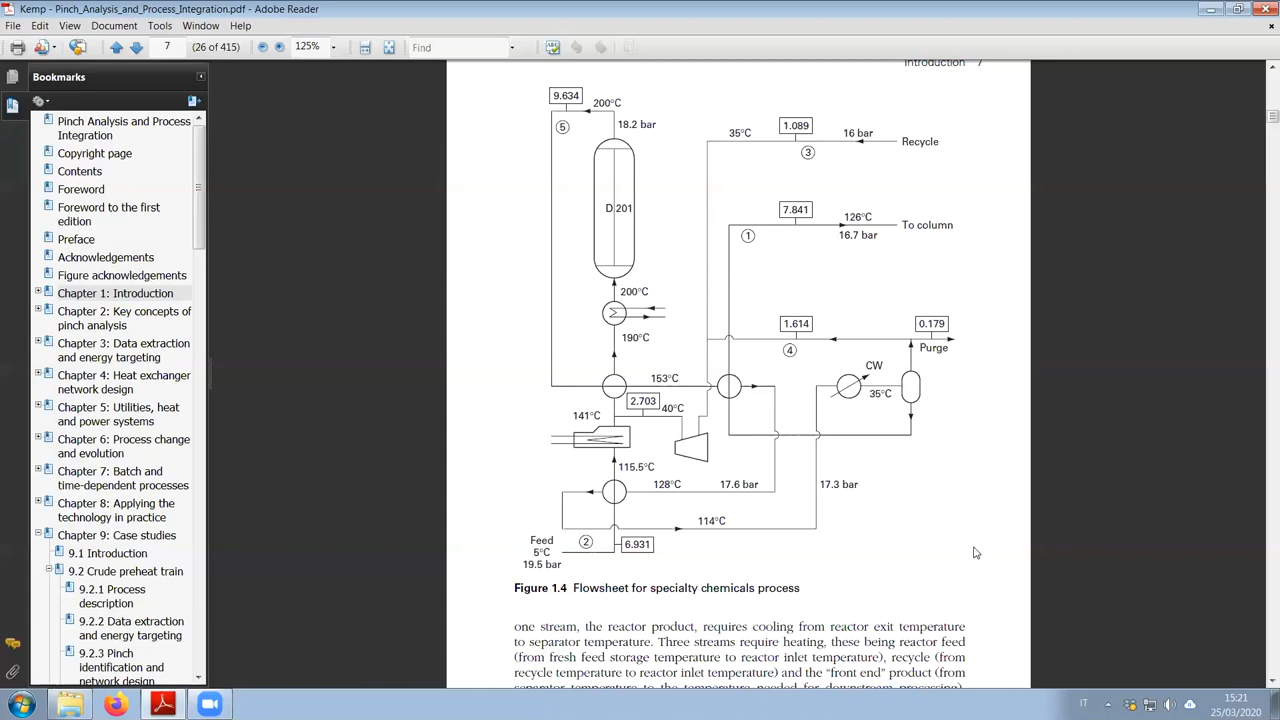 Kemp - Pinch_Analysis_and_Process_Integration.pdf - Adobe Reader
File Edit View Document Tools Window Help
7 (26 of 415) 125% Find
Bookmarks
Pinch Analysis and Process
Integration
Copyright page
Contents
Foreword
Foreword to the first
edition
Preface
Acknowledgements
Figure acknowledgements
Chapter 1: Introduction
Chapter 2: Key concepts of
pinch analysis
Chapter 3: Data extraction
and energy targeting
Chapter 4: Heat exchanger
network design
Chapter 5: Utilities, heat
and power systems
Chapter 6: Process change
and evolution
Chapter 7: Batch and
time-dependent processes
Chapter 8: Applying the
technology in practice
Chapter 9: Case studies
9.1 Introduction
9.2 Crude preheat train
9.2.1 Process
description
9.2.2 Data extraction
and energy targeting
9.2.3 Pinch
identification and
network design
Introduction 7
9.634
200°C
5
18.2 bar
1.089
35°C
16 bar
Recycle
3
D 201
7.841
126°C
To column
1
16.7 bar
200°C
190°C
1.614
0.179
4
Purge
153°C
CW
35°C
2.703
40°C
141°C
115.5°C
128°C
17.6 bar
17.3 bar
114°C
Feed
2
6.931
5°C
19.5 bar
Figure 1.4 Flowsheet for specialty chemicals process
one stream, the reactor product, requires cooling from reactor exit temperature
to separator temperature. Three streams require heating, these being reactor feed
(from fresh feed storage temperature to reactor inlet temperature), recycle (from
recycle temperature to reactor inlet temperature) and the “front end” product (from
separator temperature to the temperature needed for downstream processing).
IT
15:21
25/03/2020